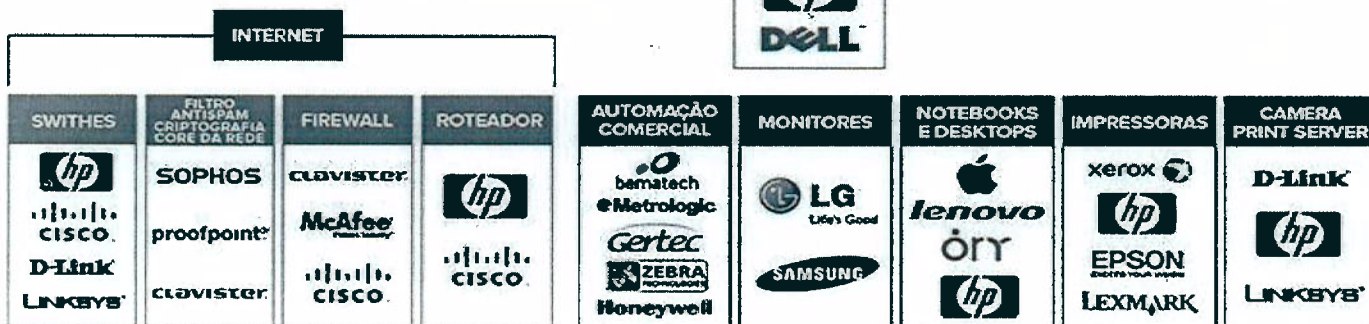 hp
DELL
INTERNET
SWITHES
hp
CISCO
D-Link
LINKSYS
FILTRO
ANTISPAM
CRIPTOGRAFIA
CORE DA REDE
SOPHOS
proofpoint
clavister
FIREWALL
clavister
McAfee
CISCO
ROTEADOR
hp
CISCO
AUTOMAÇÃO
COMERCIAL
bematech
Metrologic
Gertec
ZEBRA
TECHNOLOGIES
Honeywell
MONITORES
LG
Life's Good
SAMSUNG
NOTEBOOKS
E DESKTOPS
lenovo
hp
IMPRESSORAS
xerox
hp
EPSON
LEXMARK
CAMERA
PRINT SERVER
D-Link
hp
LINKSYS